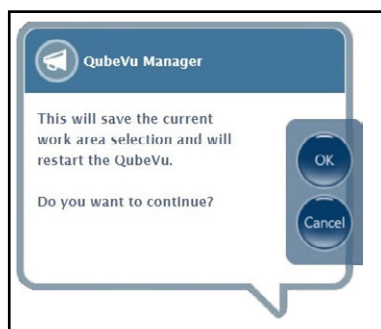 QubeVu Manager
This will save the current
work area selection and will
restart the QubeVu.
Do you want to continue?
OK
Cancel